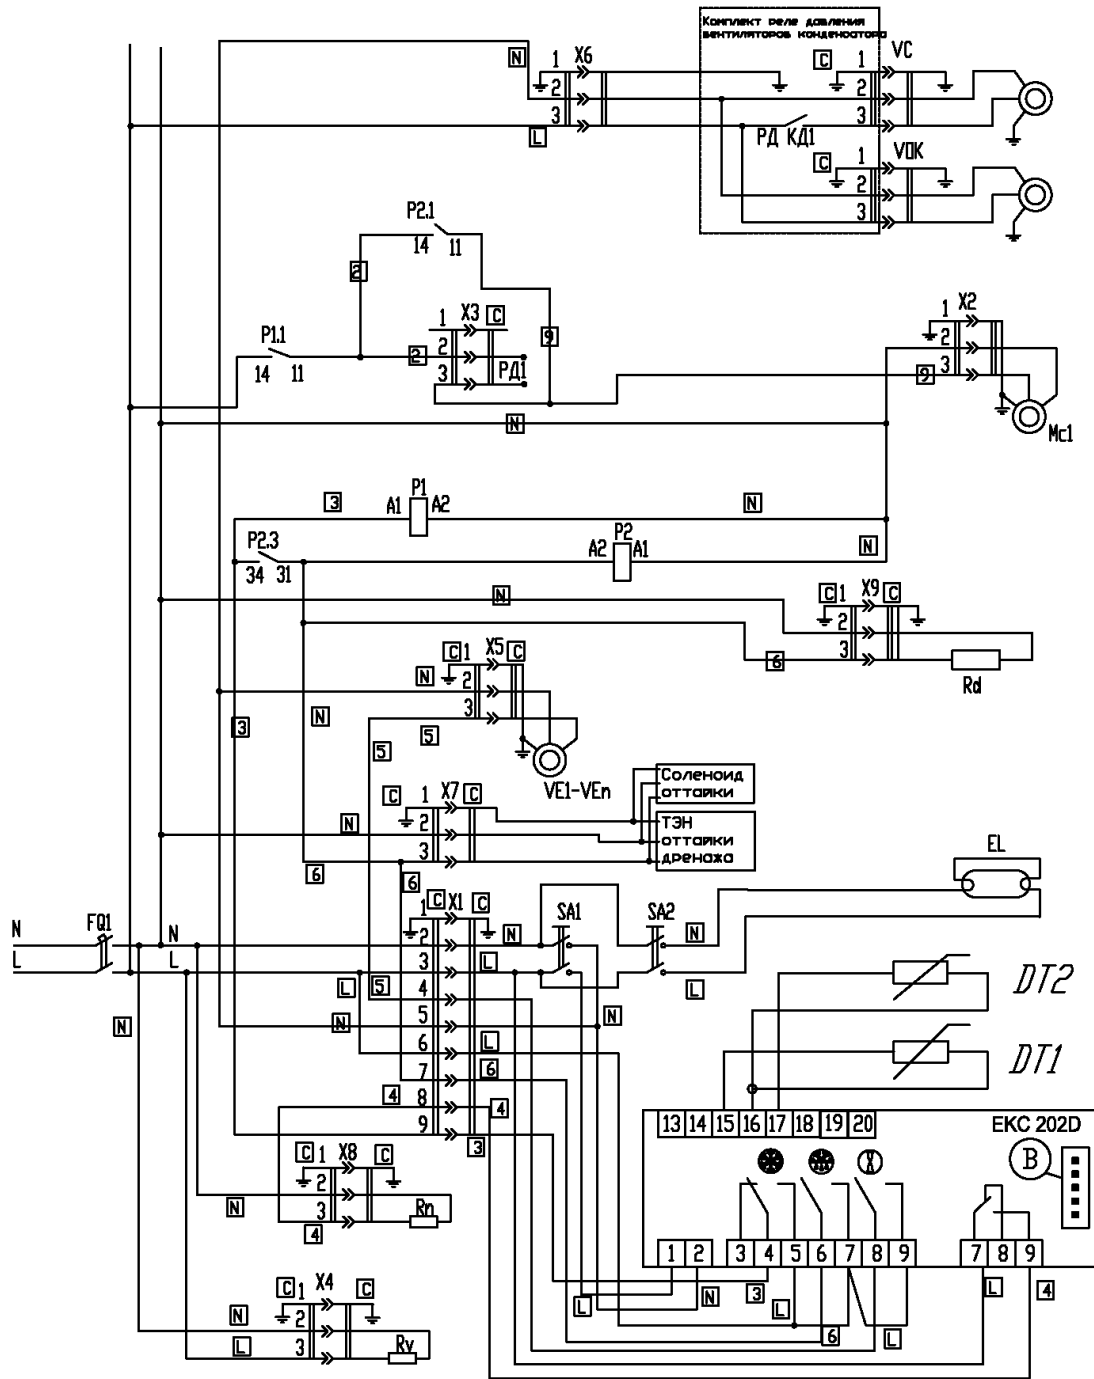 Комплект реле давления
вентиляторов конденсатора
N
1 X6
2
3
L
C 1 VC
2
3
РД КД1
C 1 VOK
2
3
P2.1
14 11
2
1 X3 C
2 2
3 РД1
9
P1.1
14 11
1 X2
2
3
9
Mc1
N
3
A1 P1 A2
N
P2.3
34 31
A2 P2 A1
N
N
C 1 X9 C
2
3
6
Rd
C 1 X5 C
N 2
3
3
N
5
5
VE1-VEn
C 1 X7 C
N 2
3
6
6
Соленоид
оттайки
ТЭН
оттайки
дренажа
EL
N FQ1 N
L L
C
1 X1 C
2 N
3 L
L 5 4
N 5
6 L
7 6
4 8 4
9 3
SA1 SA2
N
L
N
N
DT2
DT1
C 1 X8 C
N 2
3
4
Rn
C 1 X4 C
N 2
L 3
Rv
13 14 15 16 17 18 19 20
EKC 202D
B
1 2 3 4 5 6 7 8 9 7 8 9
L N 3 L 6 L L 4